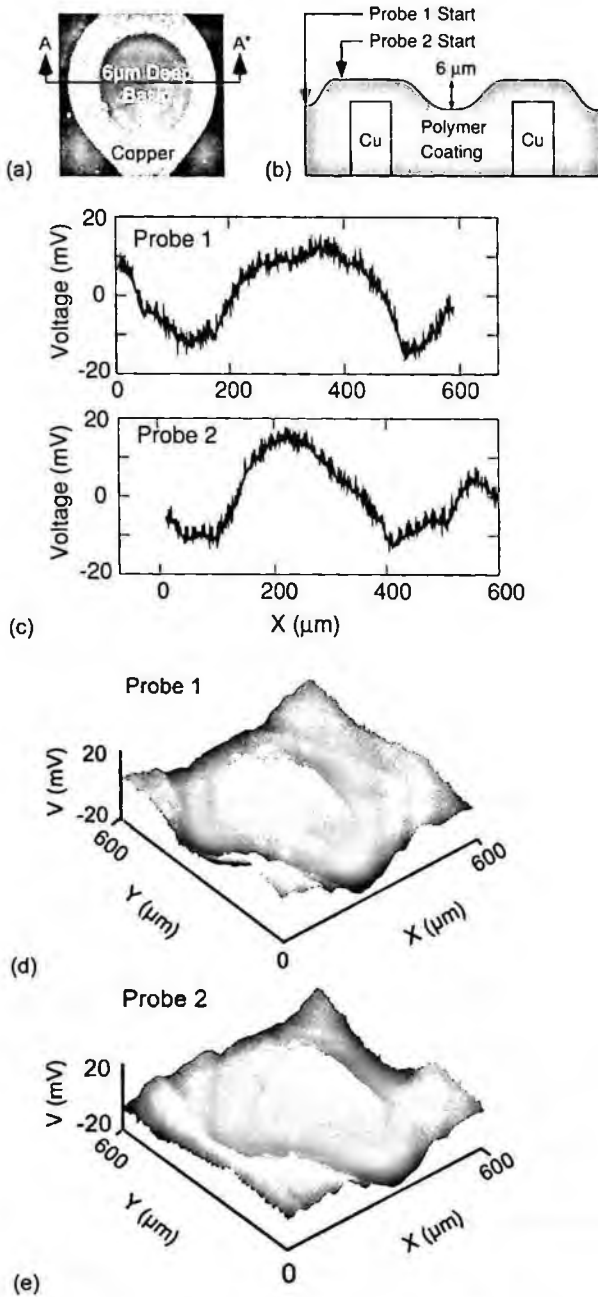 A A*
6µm Deep
Basin
Copper
(a)
Probe 1 Start
Probe 2 Start
6 µm
Cu
Polymer
Coating
Cu
(b)
Voltage (mV)
20
0
-20
Probe 1
0 200 400 600
Voltage (mV)
20
0
-20
Probe 2
0 200 400 600
X (µm)
(c)
Probe 1
V (mV)
20
-20
600
Y (µm)
0
X (µm)
600
(d)
Probe 2
V (mV)
20
-20
600
Y (µm)
0
X (µm)
600
(e)